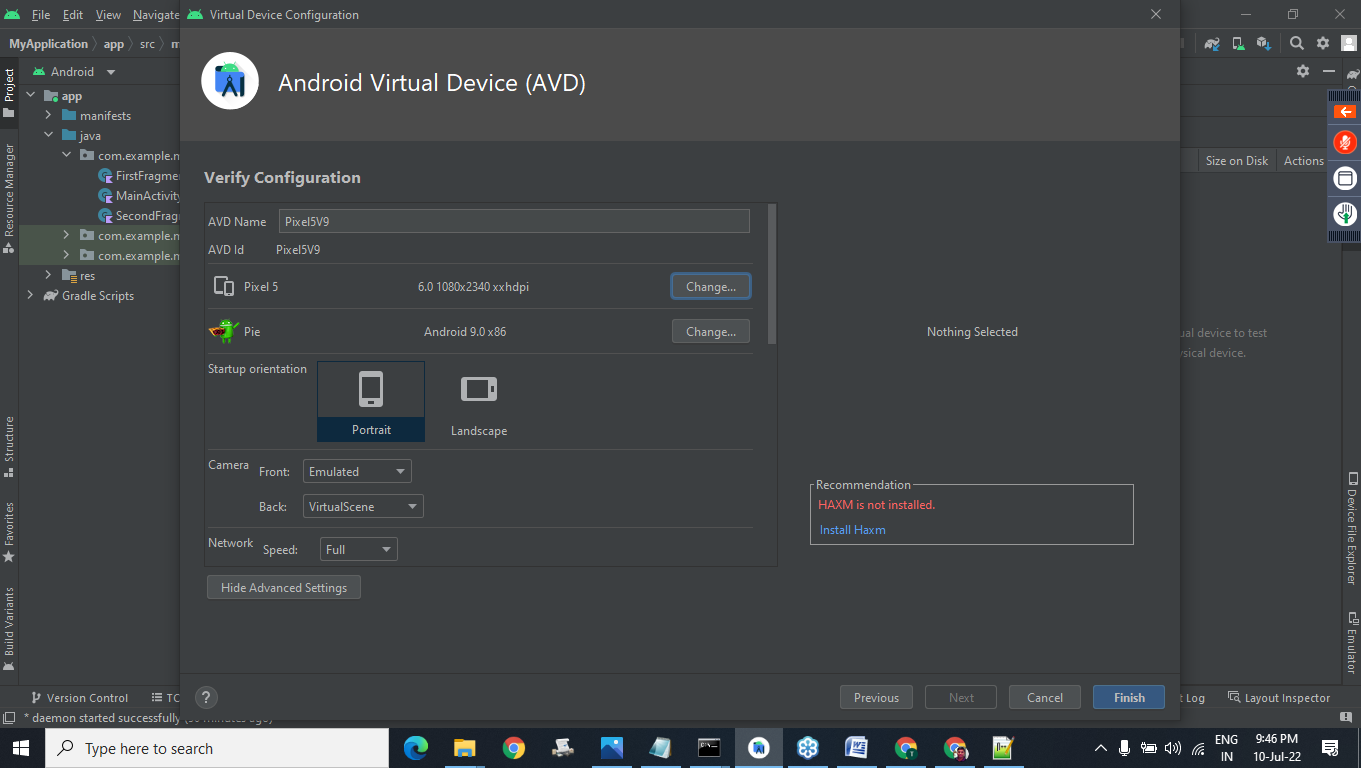 File Edit View Navigate
Virtual Device Configuration
MyApplication app src
Android Virtual Device (AVD)
Project
Android
app
manifests
java
com.example.n
FirstFragme
MainActivity
SecondFrag
com.example.n
com.example.n
res
Gradle Scripts
Resource Manager
Structure
Favorites
Build Variants
Verify Configuration
AVD Name Pixel5V9
AVD Id Pixel5V9
Pixel 5 6.0 1080x2340 xxhdpi Change...
Pie Android 9.0 x86 Change...
Startup orientation
Portrait Landscape
Camera Front: Emulated
Back: VirtualScene
Network Speed: Full
Hide Advanced Settings
Nothing Selected
Recommendation
HAXM is not installed.
Install Haxm
Size on Disk Actions
ual device to test
ysical device.
Device File Explorer
Emulator
? Previous Next Cancel Finish
Version Control TO
t Log Layout Inspector
* daemon started successfully
Type here to search
ENG
IN
9:46 PM
10-Jul-22